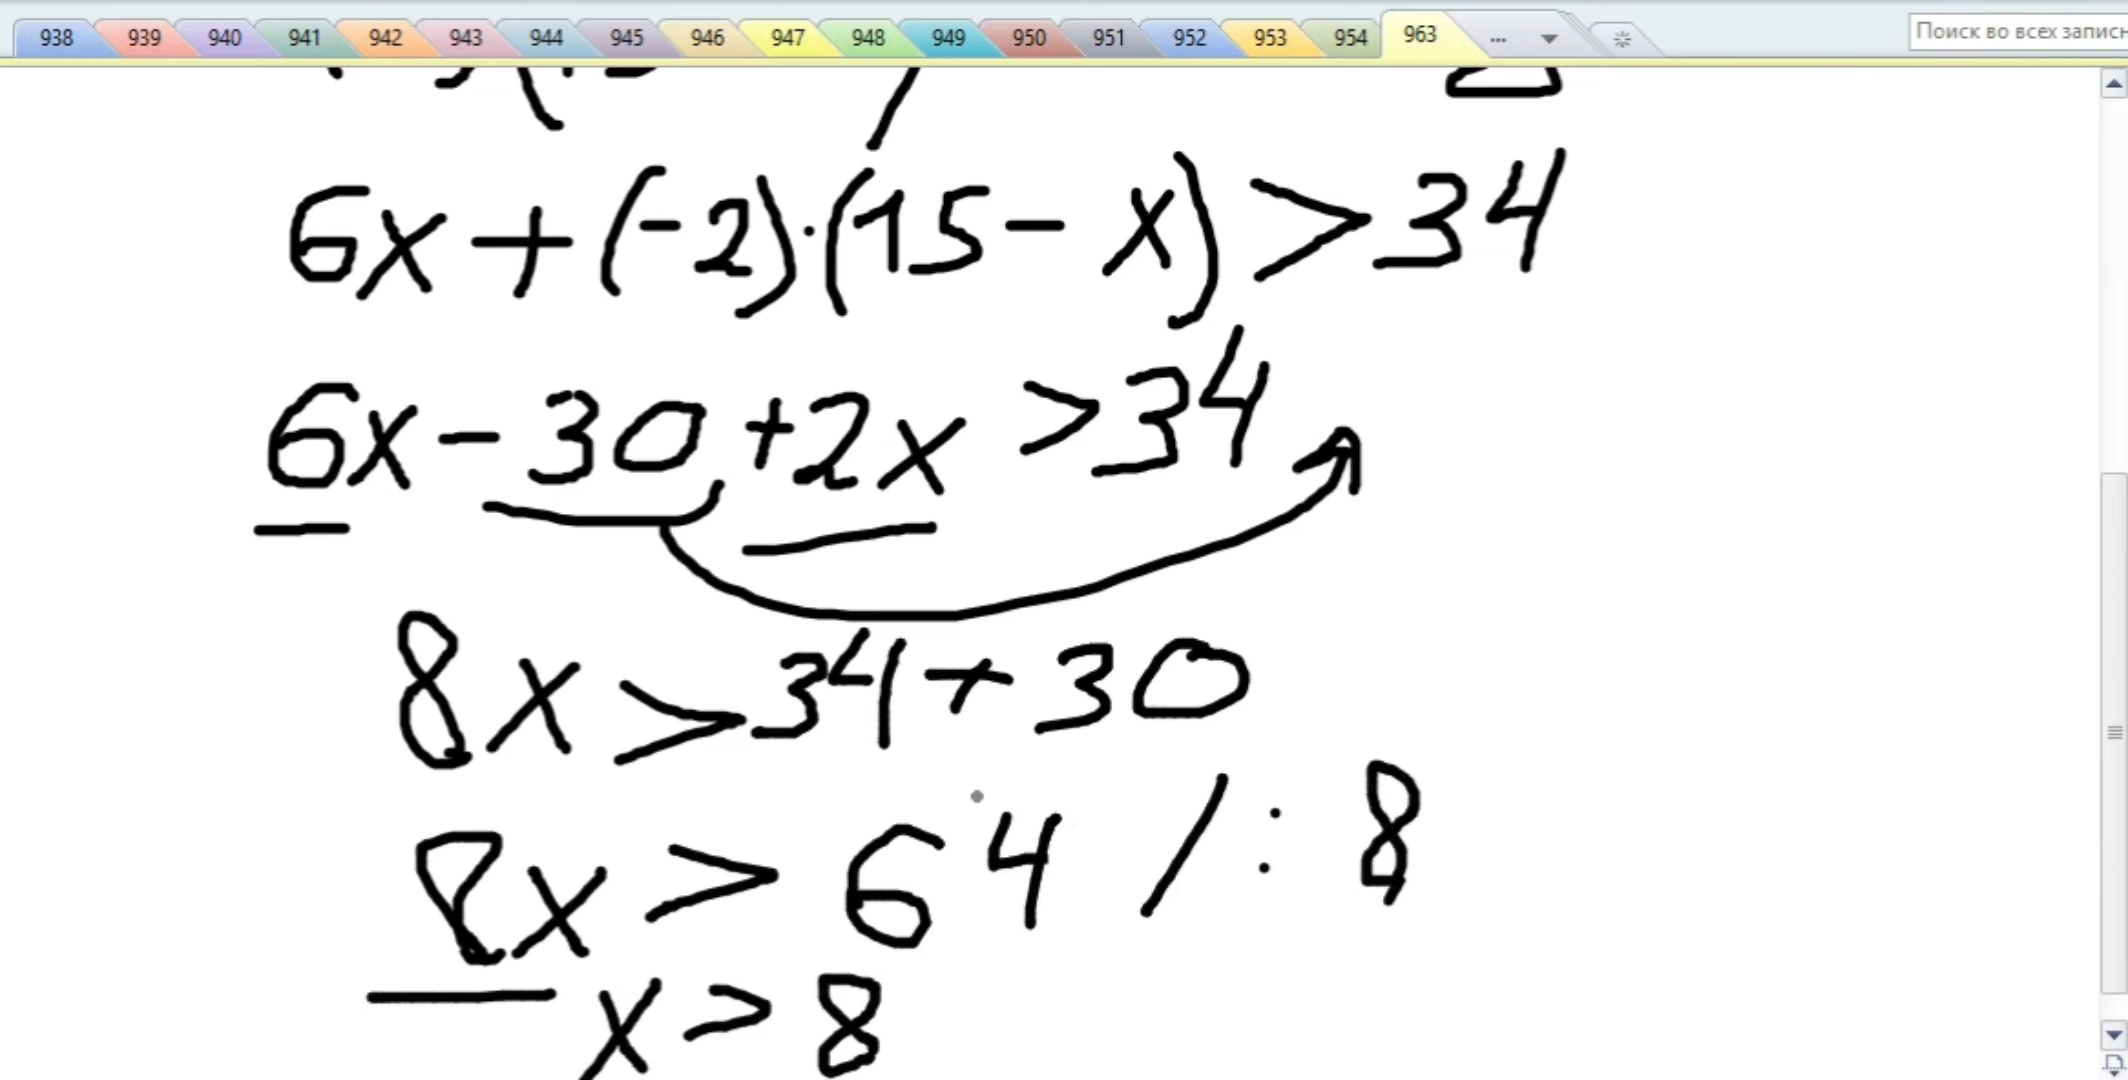 938 939 940 941 942 943 944 945 946 947 948 949 950 951 952 953 954 963 ...
Поиск во всех
6x+(-2)·(15-x)>34
6x-30+2x>34
8x>34+30
8x>64 /:8
x>8